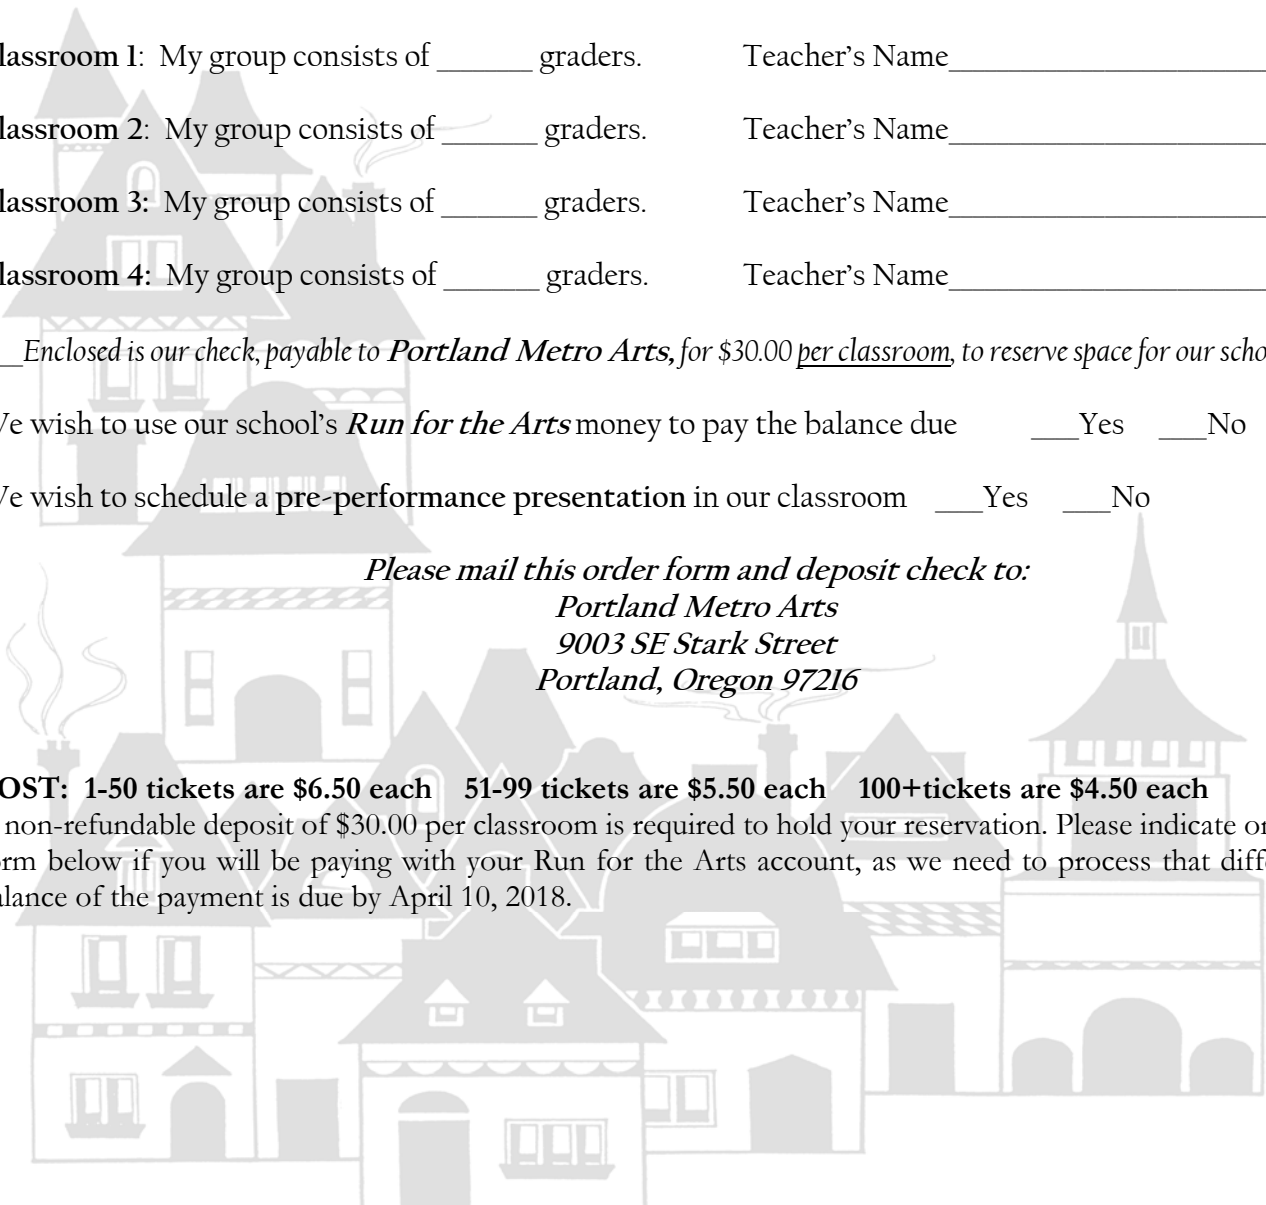 lassroom 1: My group consists of ______ graders. Teacher’s Name____________________
lassroom 2: My group consists of ______ graders. Teacher’s Name____________________
lassroom 3: My group consists of ______ graders. Teacher’s Name____________________
lassroom 4: My group consists of ______ graders. Teacher’s Name____________________
__Enclosed is our check, payable to Portland Metro Arts, for $30.00 per classroom, to reserve space for our scho
We wish to use our school’s Run for the Arts money to pay the balance due ___Yes ___No
We wish to schedule a pre-performance presentation in our classroom ___Yes ___No
Please mail this order form and deposit check to:
Portland Metro Arts
9003 SE Stark Street
Portland, Oregon 97216
OST: 1-50 tickets are $6.50 each 51-99 tickets are $5.50 each 100+tickets are $4.50 each
non-refundable deposit of $30.00 per classroom is required to hold your reservation. Please indicate on
orm below if you will be paying with your Run for the Arts account, as we need to process that diffe
alance of the payment is due by April 10, 2018.